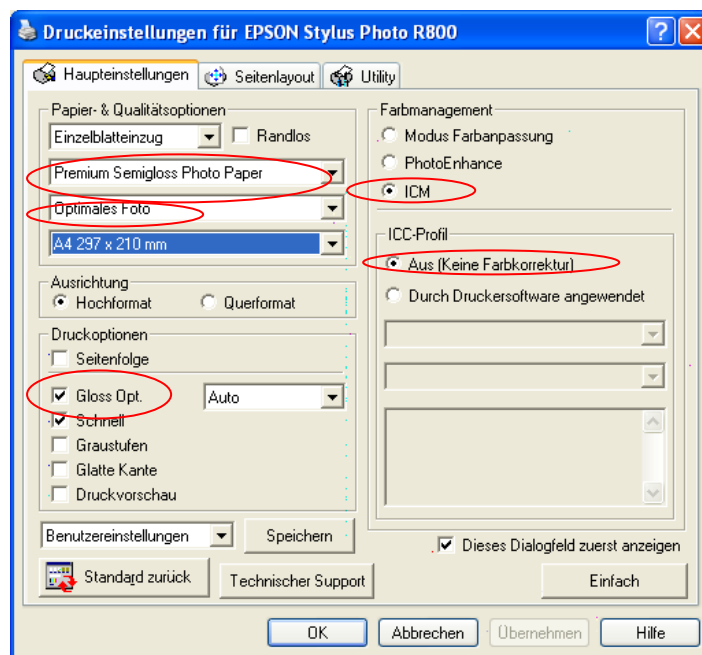 Druckeinstellungen für EPSON Stylus Photo R800
Haupteinstellungen
Seitenlayout
Utility
Papier- & Qualitätsoptionen
Einzelblatteinzug
Randlos
Premium Semigloss Photo Paper
Optimales Foto
A4 297 x 210 mm
Ausrichtung
Hochformat
Querformat
Druckoptionen
Seitenfolge
Gloss Opt.
Auto
Schnell
Graustufen
Glatte Kante
Druckvorschau
Farbmanagement
Modus Farbanpassung
PhotoEnhance
ICM
ICC-Profil
Aus (Keine Farbkorrektur)
Durch Druckersoftware angewendet
Benutzereinstellungen
Speichern
Dieses Dialogfeld zuerst anzeigen
Standard zurück
Technischer Support
Einfach
OK
Abbrechen
Übernehmen
Hilfe